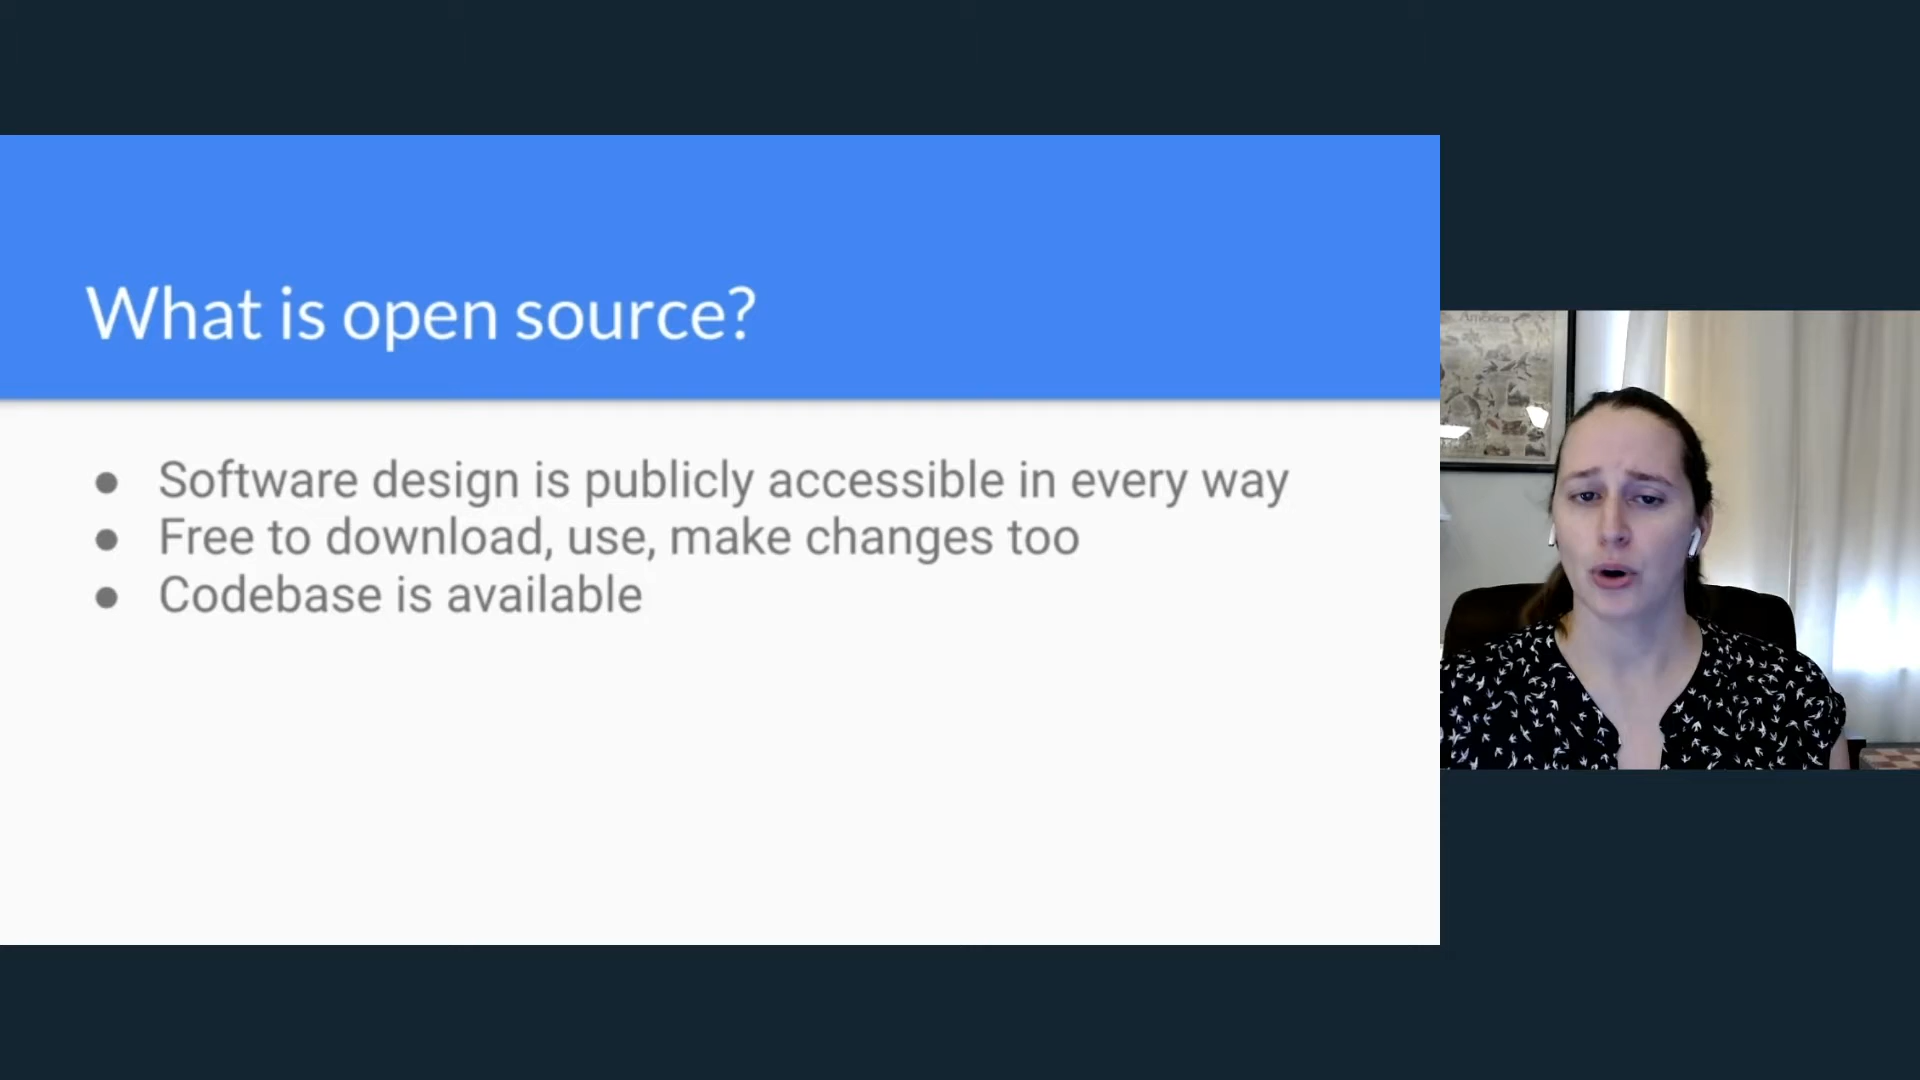 What is open source?
Software design is publicly accessible in every way
Free to download, use, make changes too
Codebase is available
America